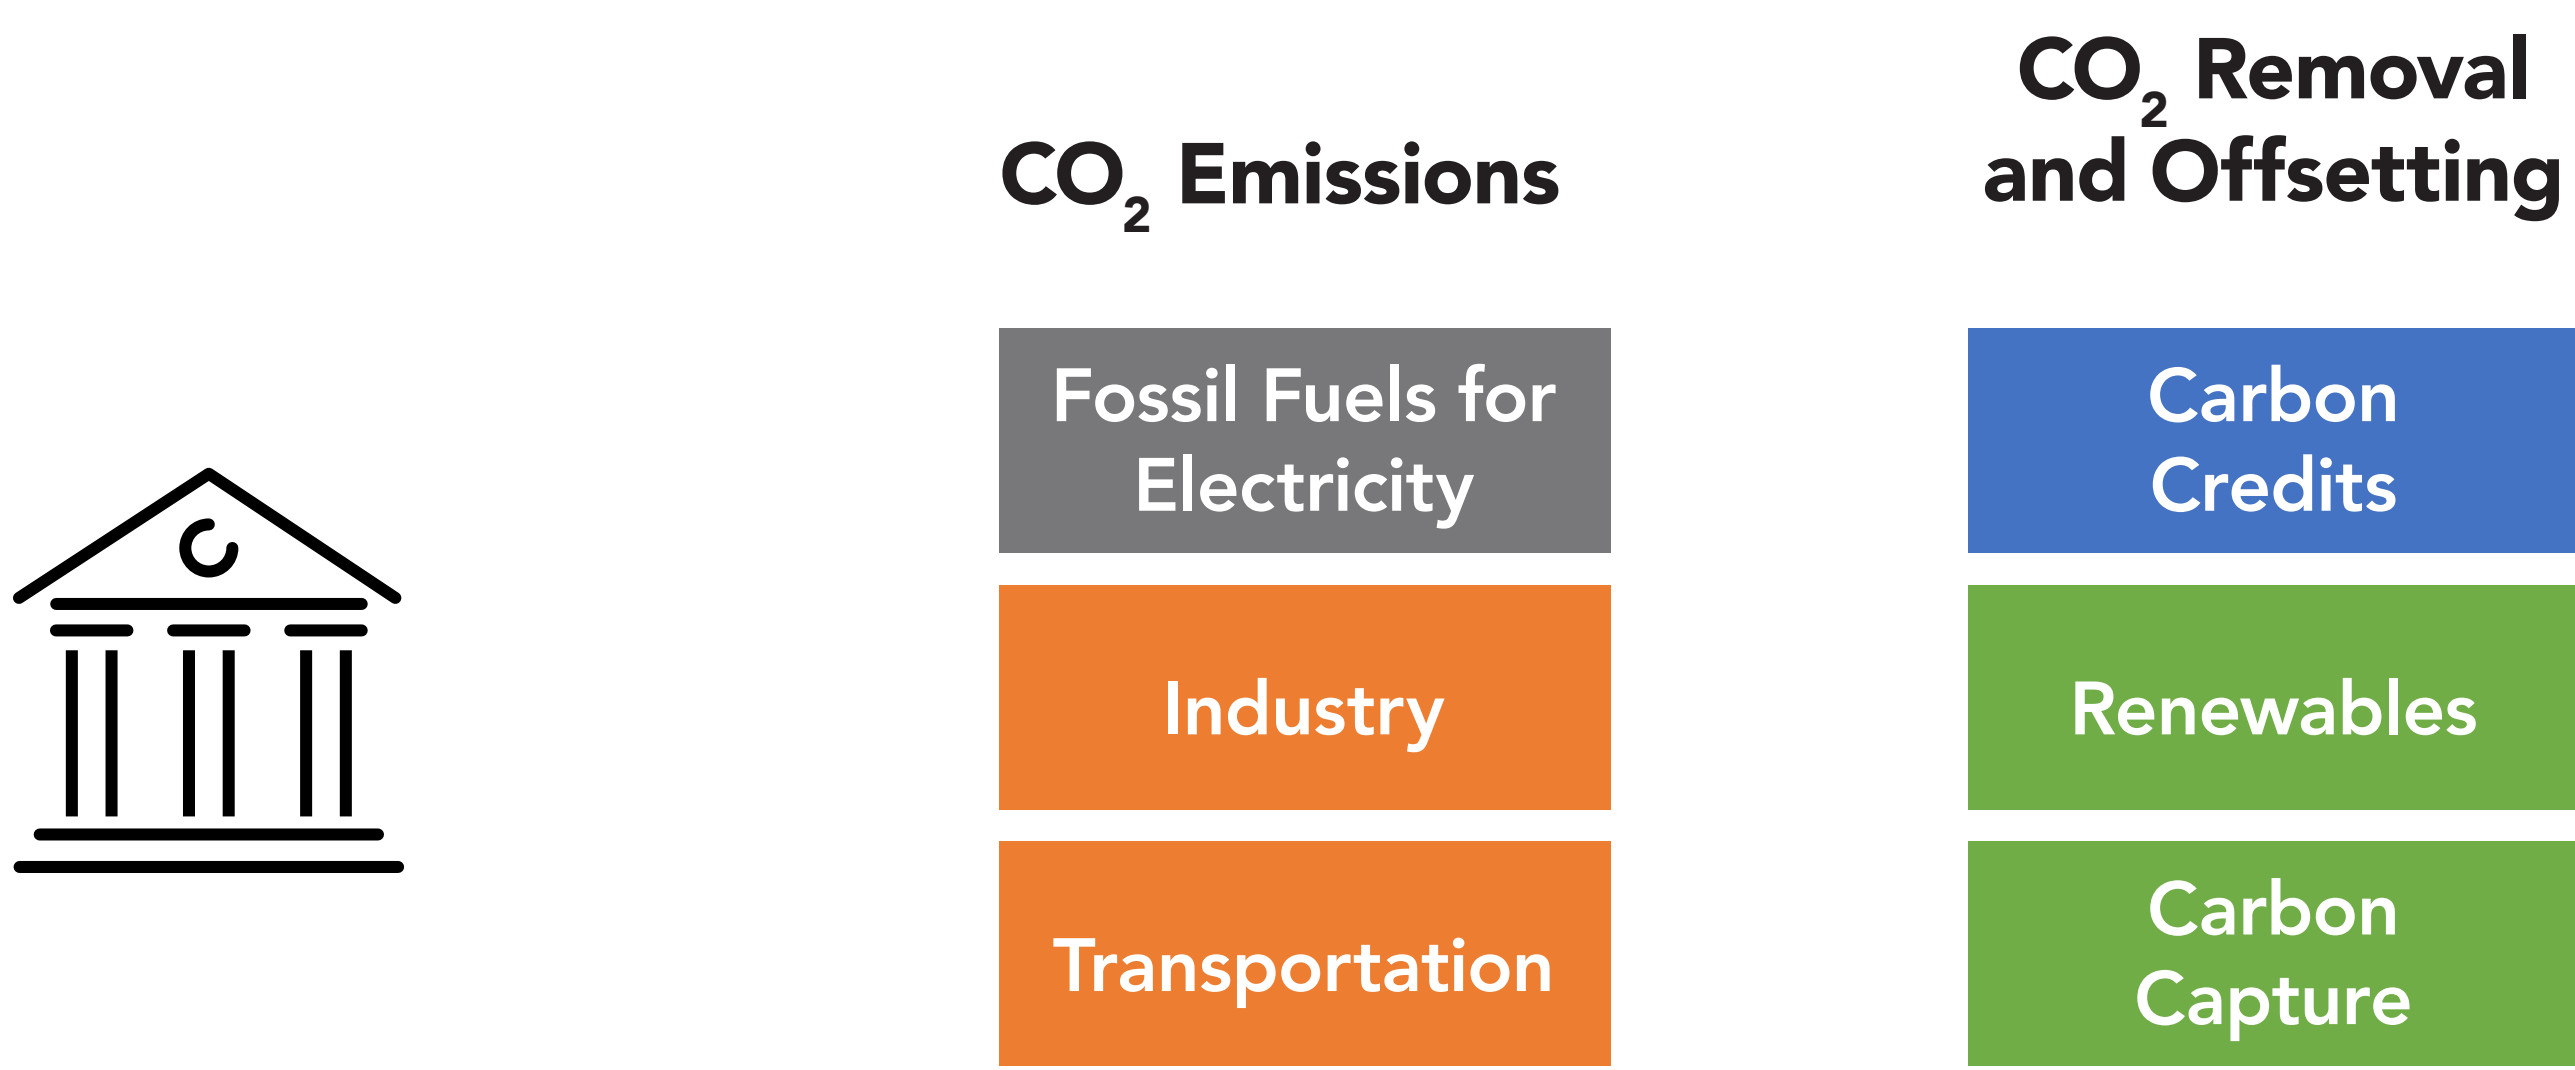 CO₂ Emissions
CO₂ Removal
and Offsetting
Fossil Fuels for
Electricity
Industry
Transportation
Carbon
Credits
Renewables
Carbon
Capture